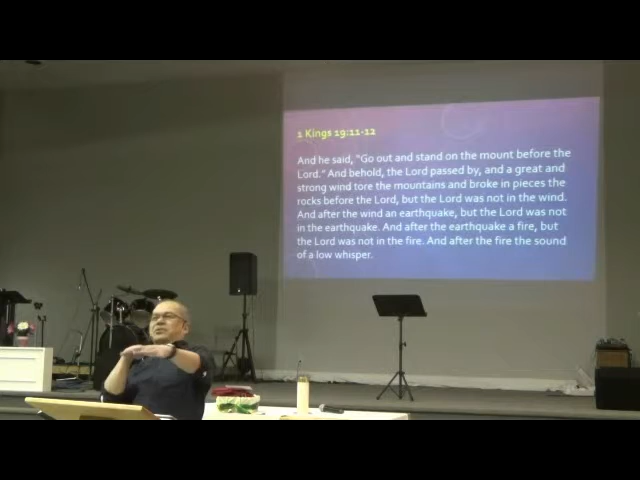 1 Kings 19:11-12
And he said, "Go out and stand on the mount before the
Lord." And behold, the Lord passed by, and a great and
strong wind tore the mountains and broke in pieces the
rocks before the Lord, but the Lord was not in the wind.
And after the wind an earthquake, but the Lord was not
in the earthquake. And after the earthquake a fire, but
the Lord was not in the fire. And after the fire the sound
of a low whisper.